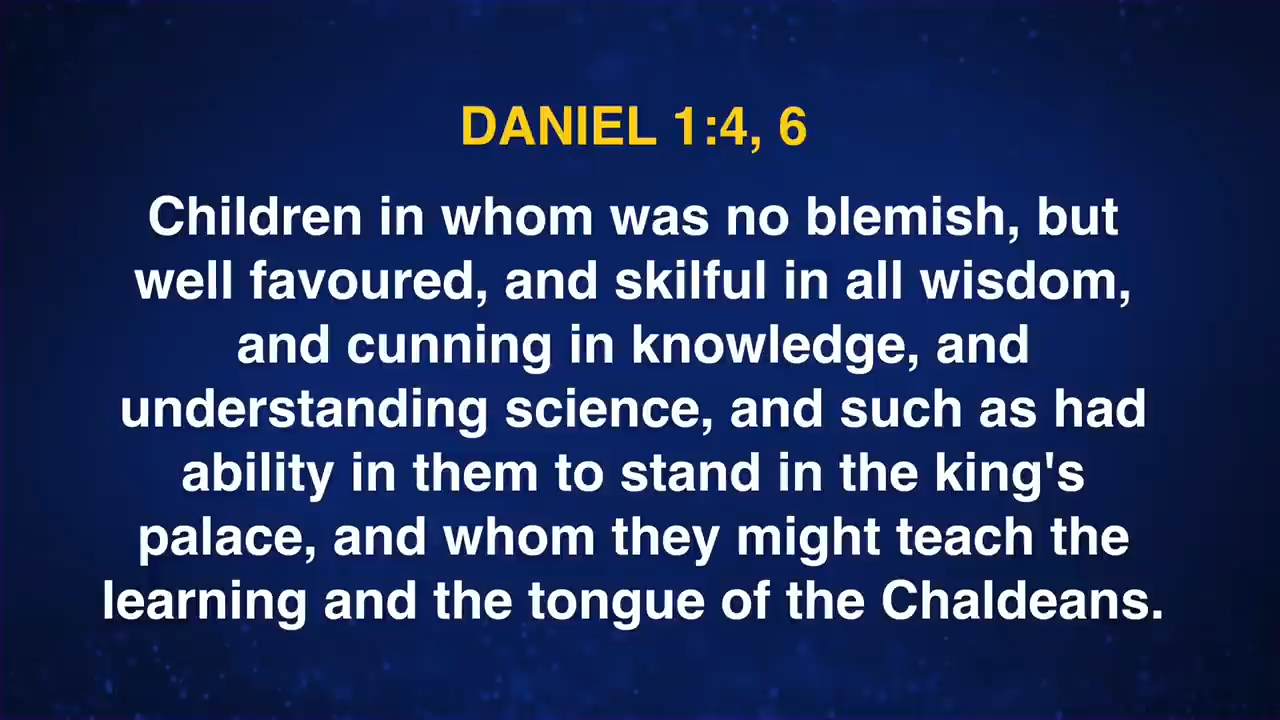 DANIEL 1:4, 6
Children in whom was no blemish, but
well favoured, and skilful in all wisdom,
and cunning in knowledge, and
understanding science, and such as had
ability in them to stand in the king's
palace, and whom they might teach the
learning and the tongue of the Chaldeans.